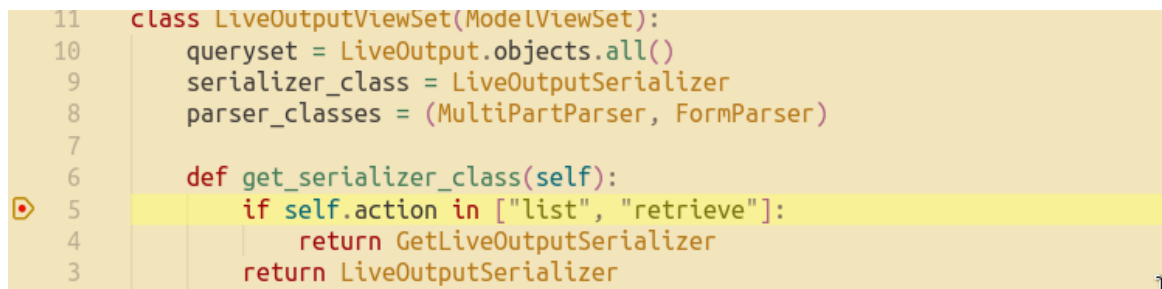 11 class LiveOutputViewSet(ModelViewSet):
10 queryset = LiveOutput.objects.all()
9 serializer_class = LiveOutputSerializer
8 parser_classes = (MultiPartParser, FormParser)
7
6 def get_serializer_class(self):
5 if self.action in ["list", "retrieve"]:
4 return GetLiveOutputSerializer
3 return LiveOutputSerializer